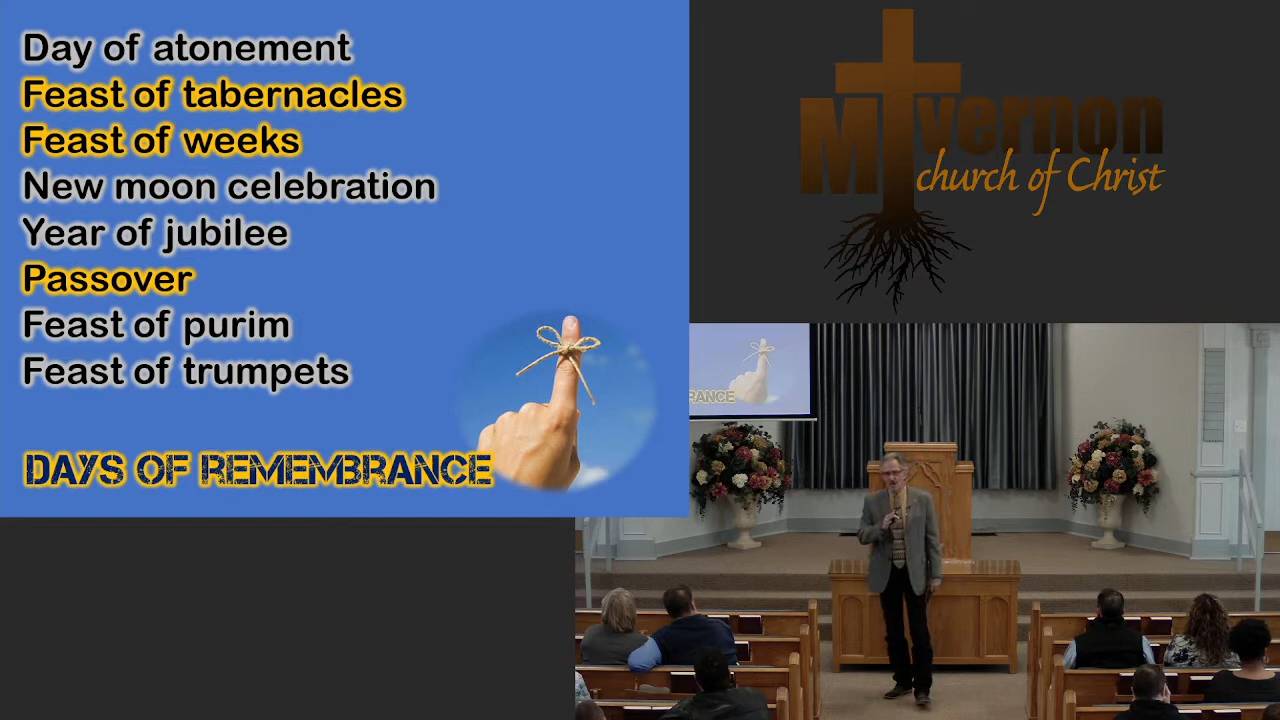 Day of atonement
Feast of tabernacles
Feast of weeks
New moon celebration
Year of jubilee
Passover
Feast of purim
Feast of trumpets
DAYS OF REMEMBRANCE
Mt vernon
church of Christ
RANCE